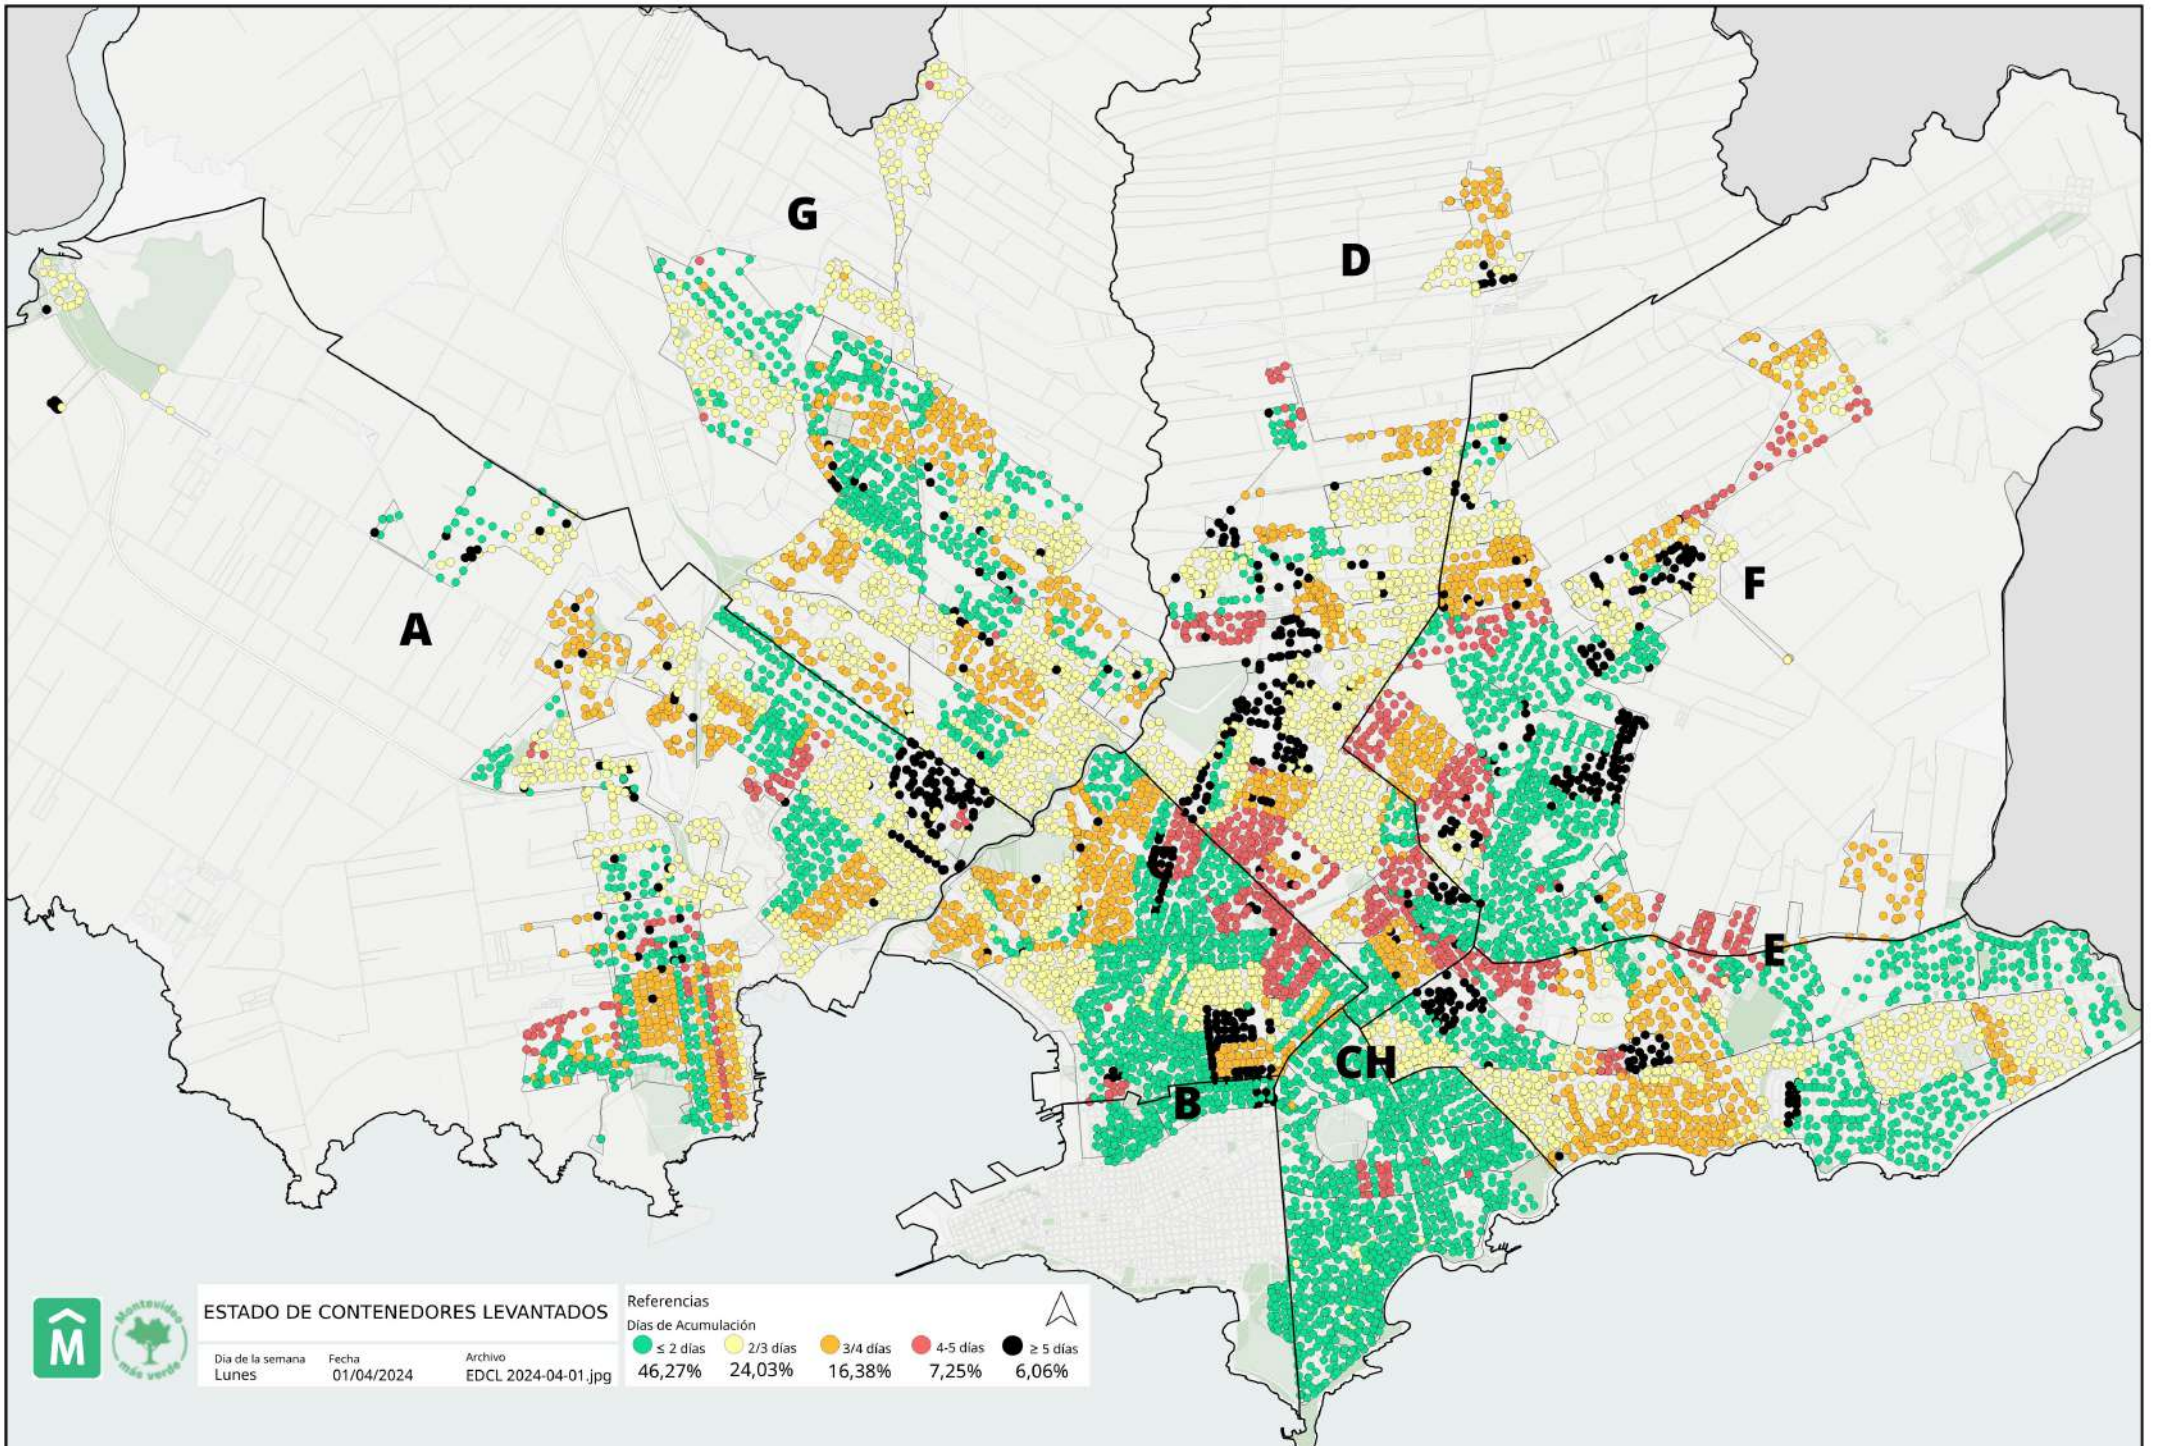 G
D
A
F
C
E
CH
B
M
Montevideo
más verde
ESTADO DE CONTENEDORES LEVANTADOS
Dia de la semana Fecha Archivo
Lunes 01/04/2024 EDCL 2024-04-01.jpg
Referencias
Días de Acumulación
≤ 2 días 2/3 días 3/4 días 4-5 días ≥ 5 días
46,27% 24,03% 16,38% 7,25% 6,06%